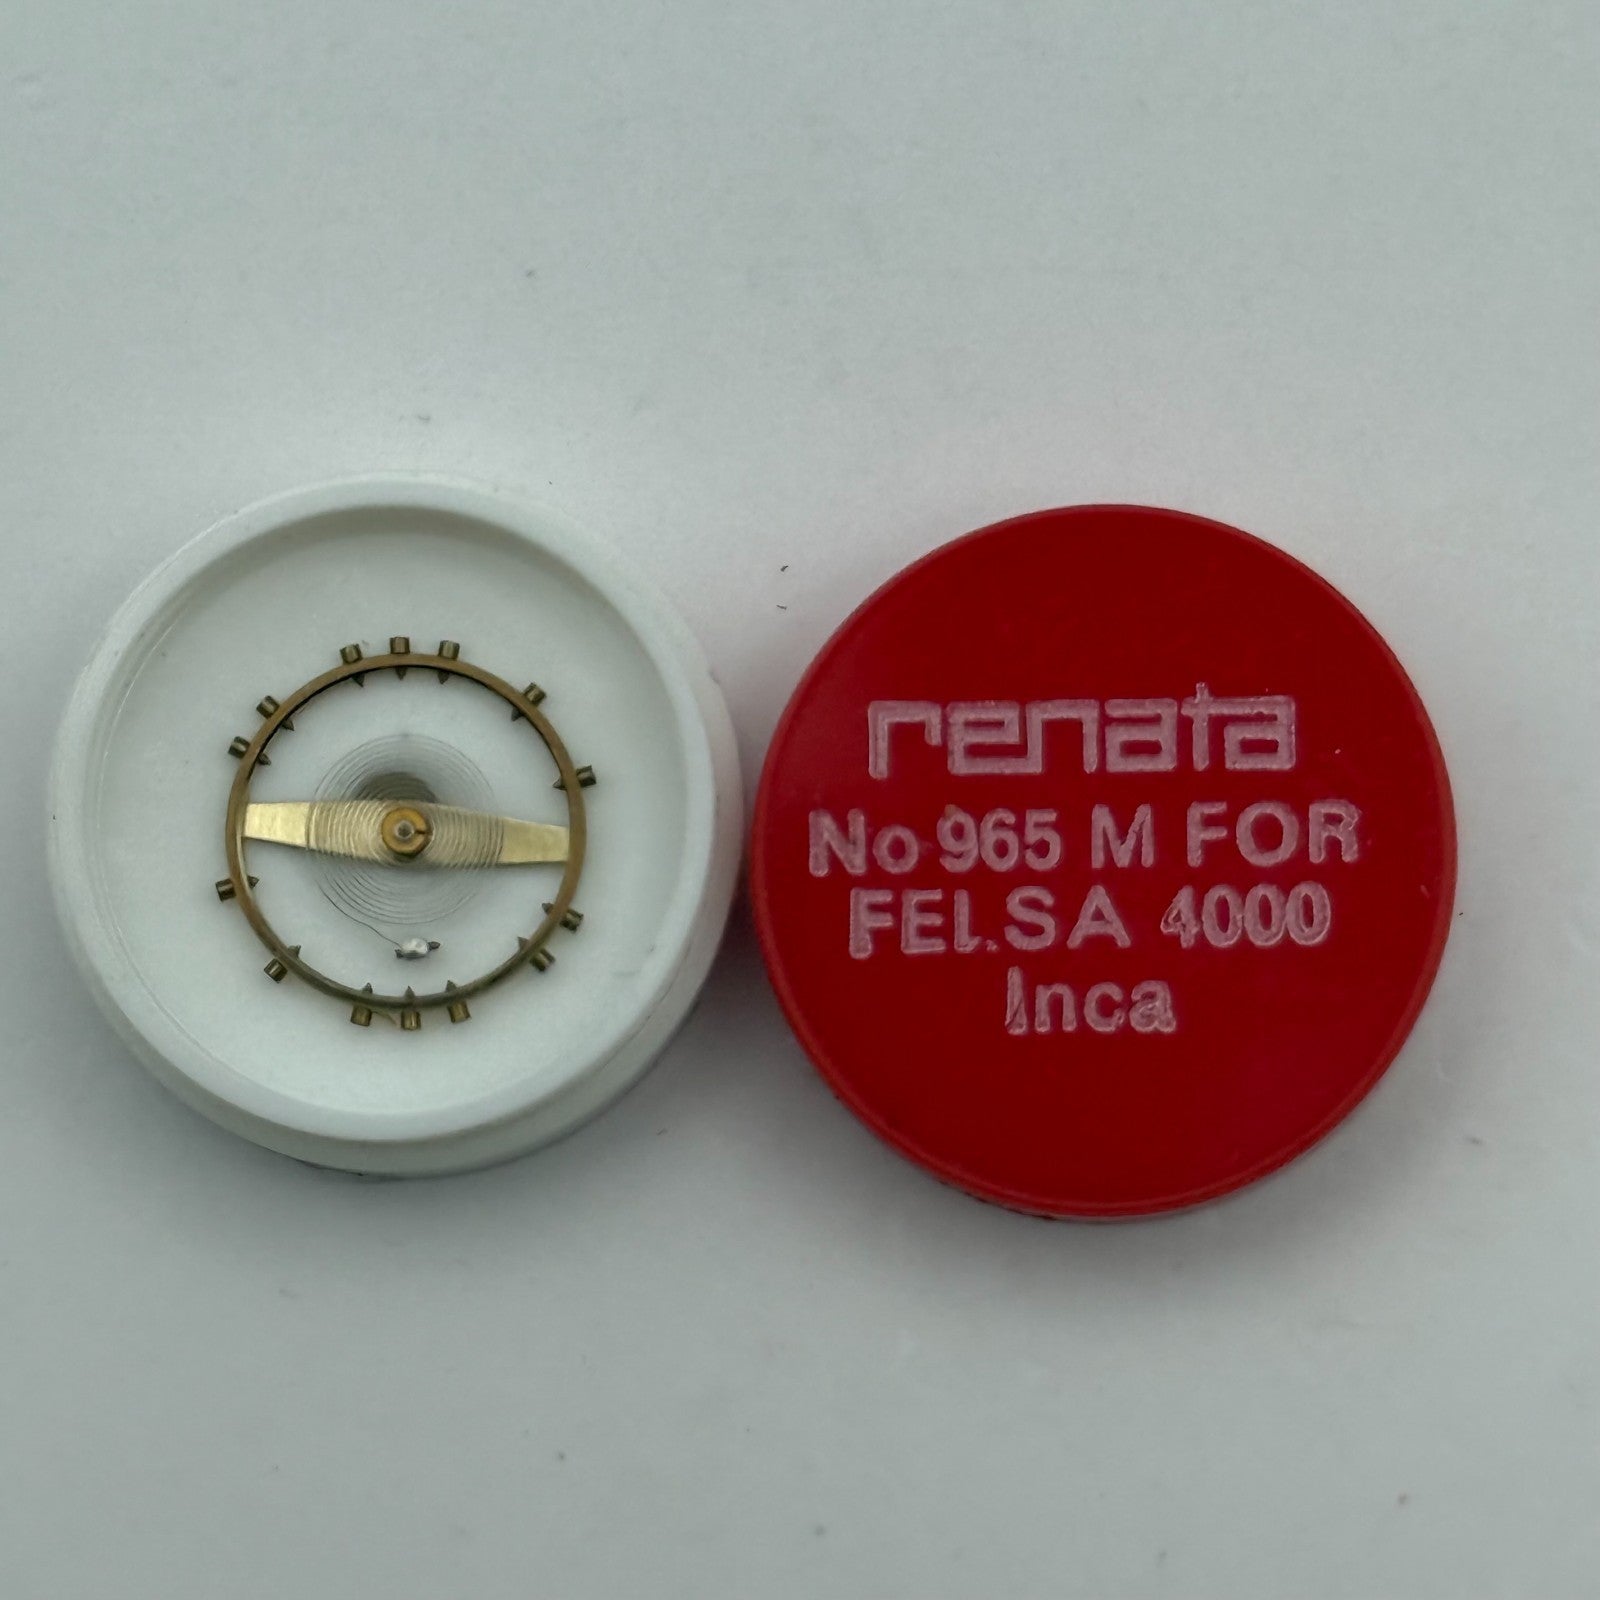 renata
No 965 M FOR
FELSA 4000
Inca